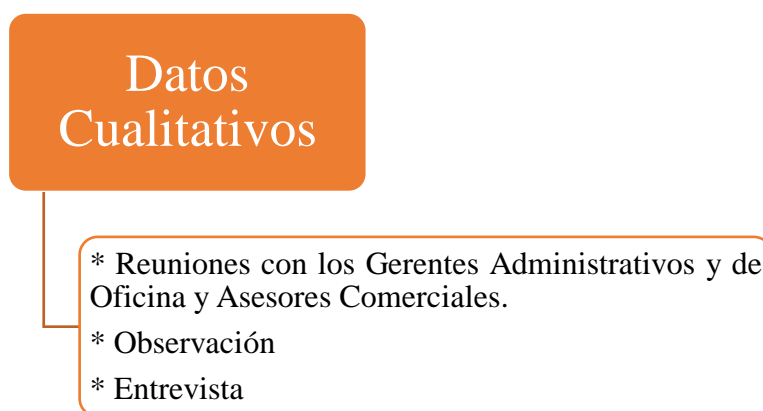 Datos
Cualitativos
* Reuniones con los Gerentes Administrativos y de
Oficina y Asesores Comerciales.
* Observación
* Entrevista